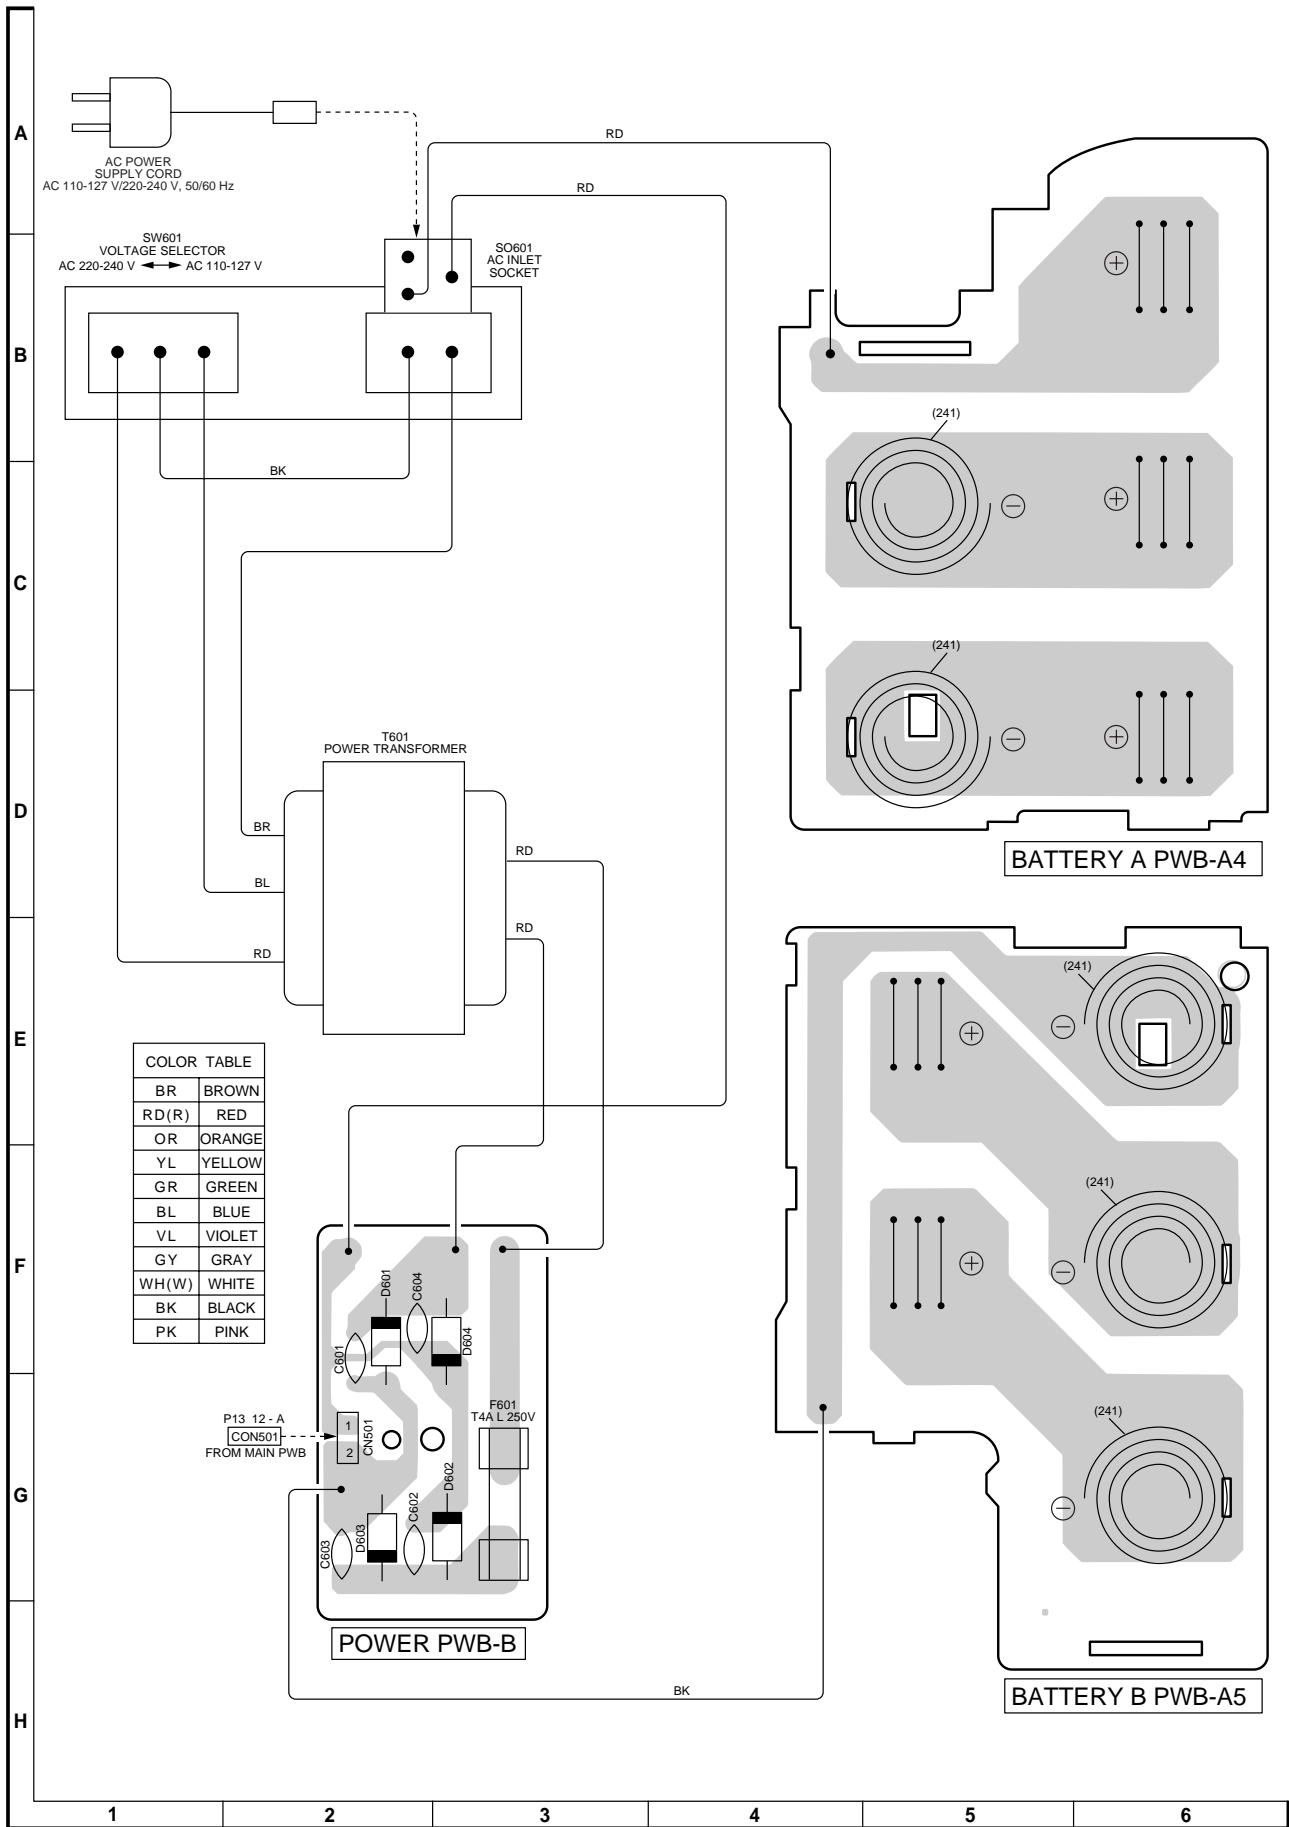 A
B
C
D
E
F
G
H
AC POWER
SUPPLY CORD
AC 110-127 V/220-240 V, 50/60 Hz
RD
RD
SW601
VOLTAGE SELECTOR
AC 220-240 V AC 110-127 V
SO601
AC INLET
SOCKET
BK
(241)
(241)
T601
POWER TRANSFORMER
BR
BL
RD
RD
RD
BATTERY A PWB-A4
COLOR TABLE
BR BROWN
RD(R) RED
OR ORANGE
YL YELLOW
GR GREEN
BL BLUE
VL VIOLET
GY GRAY
WH(W) WHITE
BK BLACK
PK PINK
(241)
(241)
(241)
D601
C604
C601
D604
P13 12 - A
CON501
FROM MAIN PWB
1
2
CN501
F601
T4A L 250V
D602
C602
D603
C603
POWER PWB-B
BK
BATTERY B PWB-A5
1 2 3 4 5 6